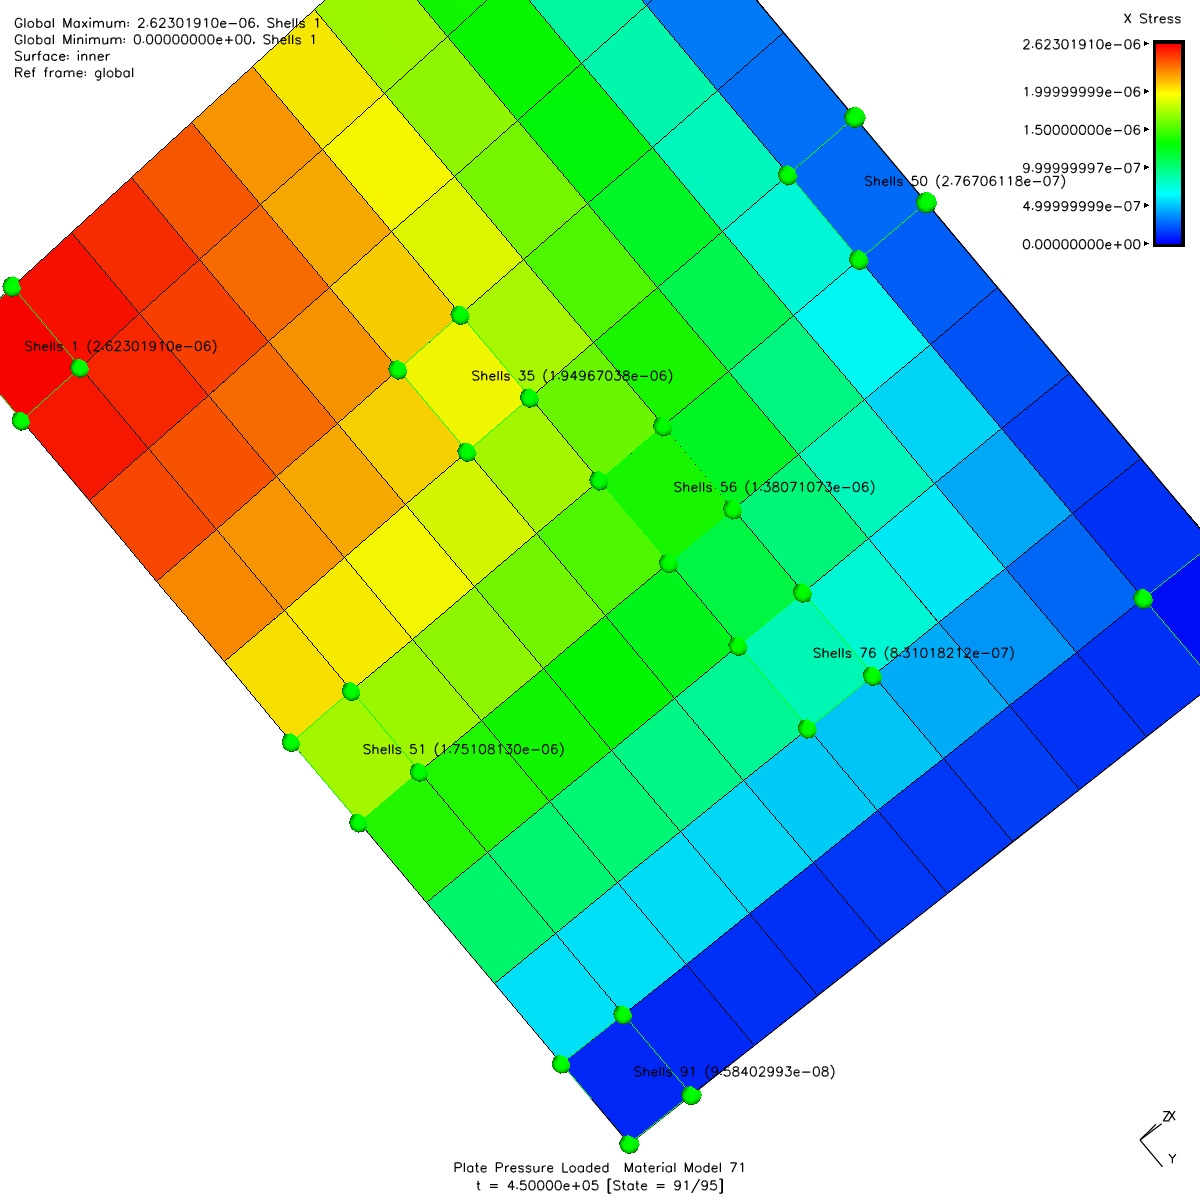 Global Maximum: 2.62301910e-06, Shells 1
Global Minimum: 0.00000000e+00, Shells 1
Surface: inner
Ref frame: global
X Stress
2.62301910e-06
1.99999999e-06
1.50000000e-06
9.99999997e-07
4.99999999e-07
0.00000000e+00
Shells 50 (2.76706118e-07)
Shells 1 (2.62301910e-06)
Shells 35 (1.94967038e-06)
Shells 56 (1.38071073e-06)
Shells 76 (8.31018212e-07)
Shells 51 (1.75108130e-06)
Shells 91 (9.58402993e-08)
ZX
Y
Plate Pressure Loaded  Material Model 71
t = 4.50000e+05 [State = 91/95]